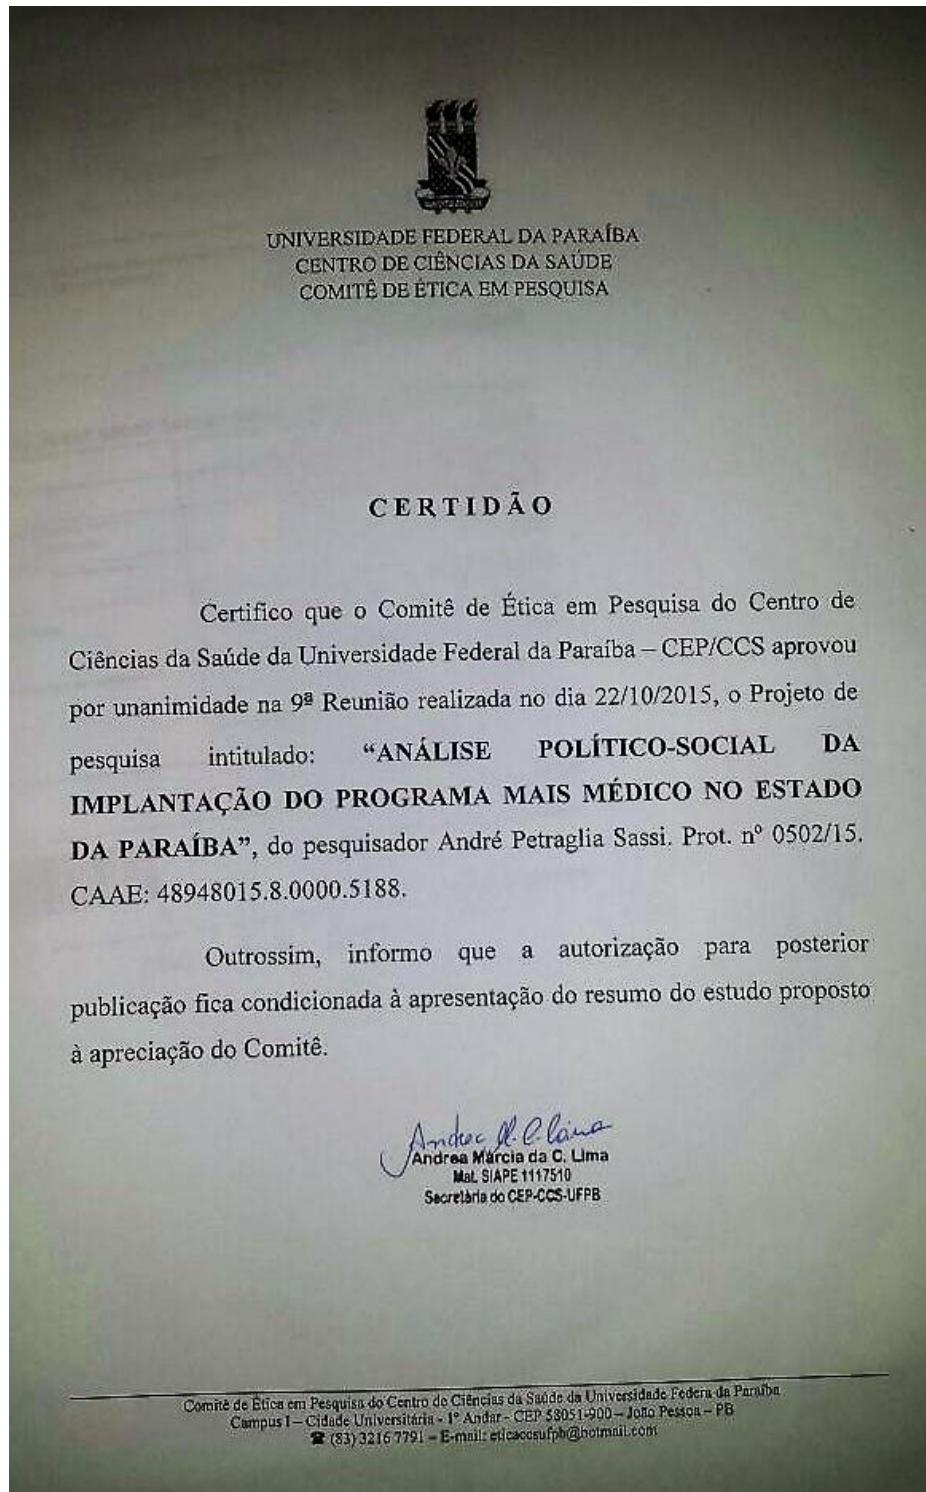 UNIVERSIDADE FEDERAL DA PARAÍBA
CENTRO DE CIÊNCIAS DA SAÚDE
COMITÊ DE ÉTICA EM PESQUISA
CERTIDÃO
Certifico que o Comitê de Ética em Pesquisa do Centro de
Ciências da Saúde da Universidade Federal da Paraíba – CEP/CCS aprovou
por unanimidade na 9ª Reunião realizada no dia 22/10/2015, o Projeto de
pesquisa intitulado: “ANÁLISE POLÍTICO-SOCIAL DA
IMPLANTAÇÃO DO PROGRAMA MAIS MÉDICO NO ESTADO
DA PARAÍBA”, do pesquisador André Petraglia Sassi. Prot. nº 0502/15.
CAAE: 48948015.8.0000.5188.
Outrossim, informo que a autorização para posterior
publicação fica condicionada à apresentação do resumo do estudo proposto
à apreciação do Comitê.
Andrea M. C. Lima
Andrea Márcia da C. Lima
Mat. SIAPE 1117510
Secretária do CEP-CCS-UFPB
Comitê de Ética em Pesquisa do Centro de Ciências da Saúde da Universidade Federa da Paraíba
Campus I – Cidade Universitária - 1º Andar - CEP 58051-900 – João Pessoa – PB
☎ (83) 3216 7791 – E-mail: eticaccsufpb@hotmail.com